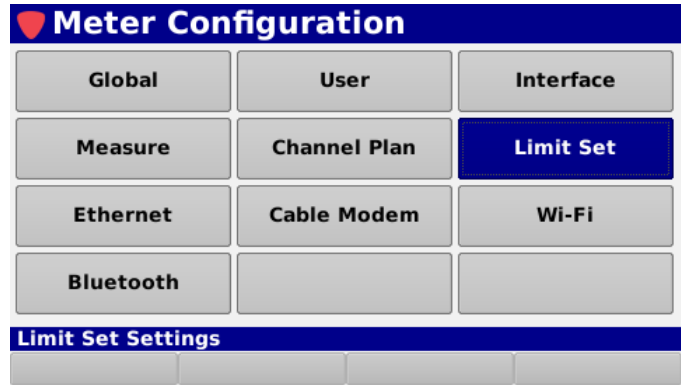 Meter Configuration
Global User Interface
Measure Channel Plan Limit Set
Ethernet Cable Modem Wi-Fi
Bluetooth
Limit Set Settings